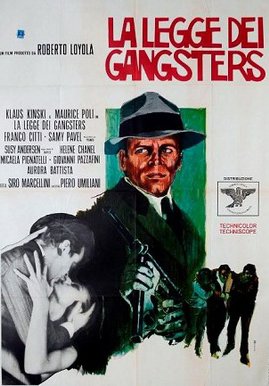 LA LEGGE DEI
GANGSTERS
UN FILM PRODOTTO DA ROBERTO LOYOLA
KLAUS KINSKI E MAURICE POLI IN
LA LEGGE DEI GANGSTERS
FRANCO CITTI - SAMY PAVEL
SUSY ANDERSEN HELENE CHANEL
MICAELA PIGNATELLI - GIOVANNI PAZZAFINI
AURORA BATTISTA
SIRO MARCELLINI PIERO UMILIANI
DISTRIBUZIONE
TECHNICOLOR
TECHNISCOPE